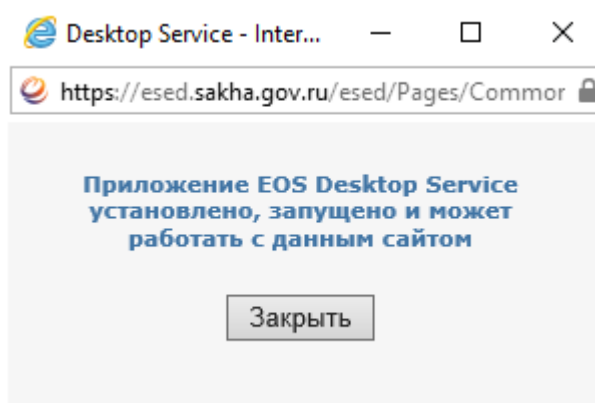 Desktop Service - Inter...
https://esed.sakha.gov.ru/esed/Pages/Commor
Приложение EOS Desktop Service
установлено, запущено и может
работать с данным сайтом
Закрыть